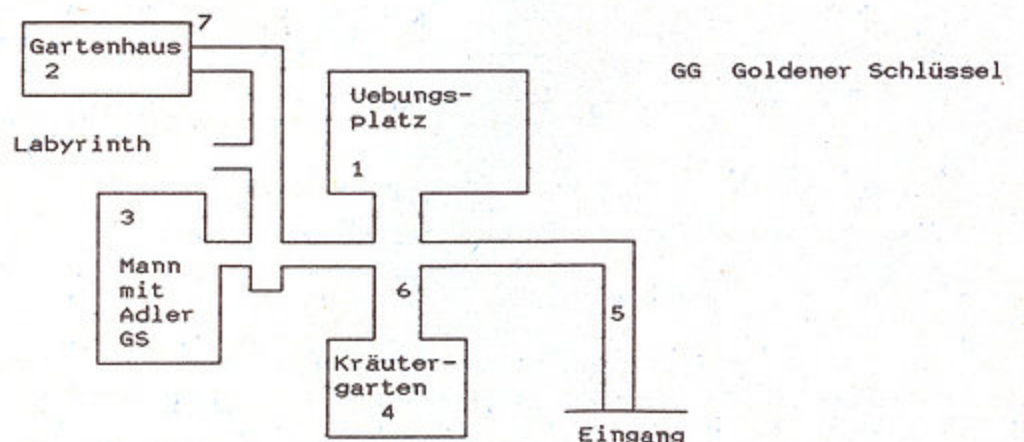 7
Gartenhaus
2
GG Goldener Schlüssel
Uebungs-
platz
1
Labyrinth
3
Mann
mit
Adler
GS
6
5
Kräuter-
garten
4
Eingang